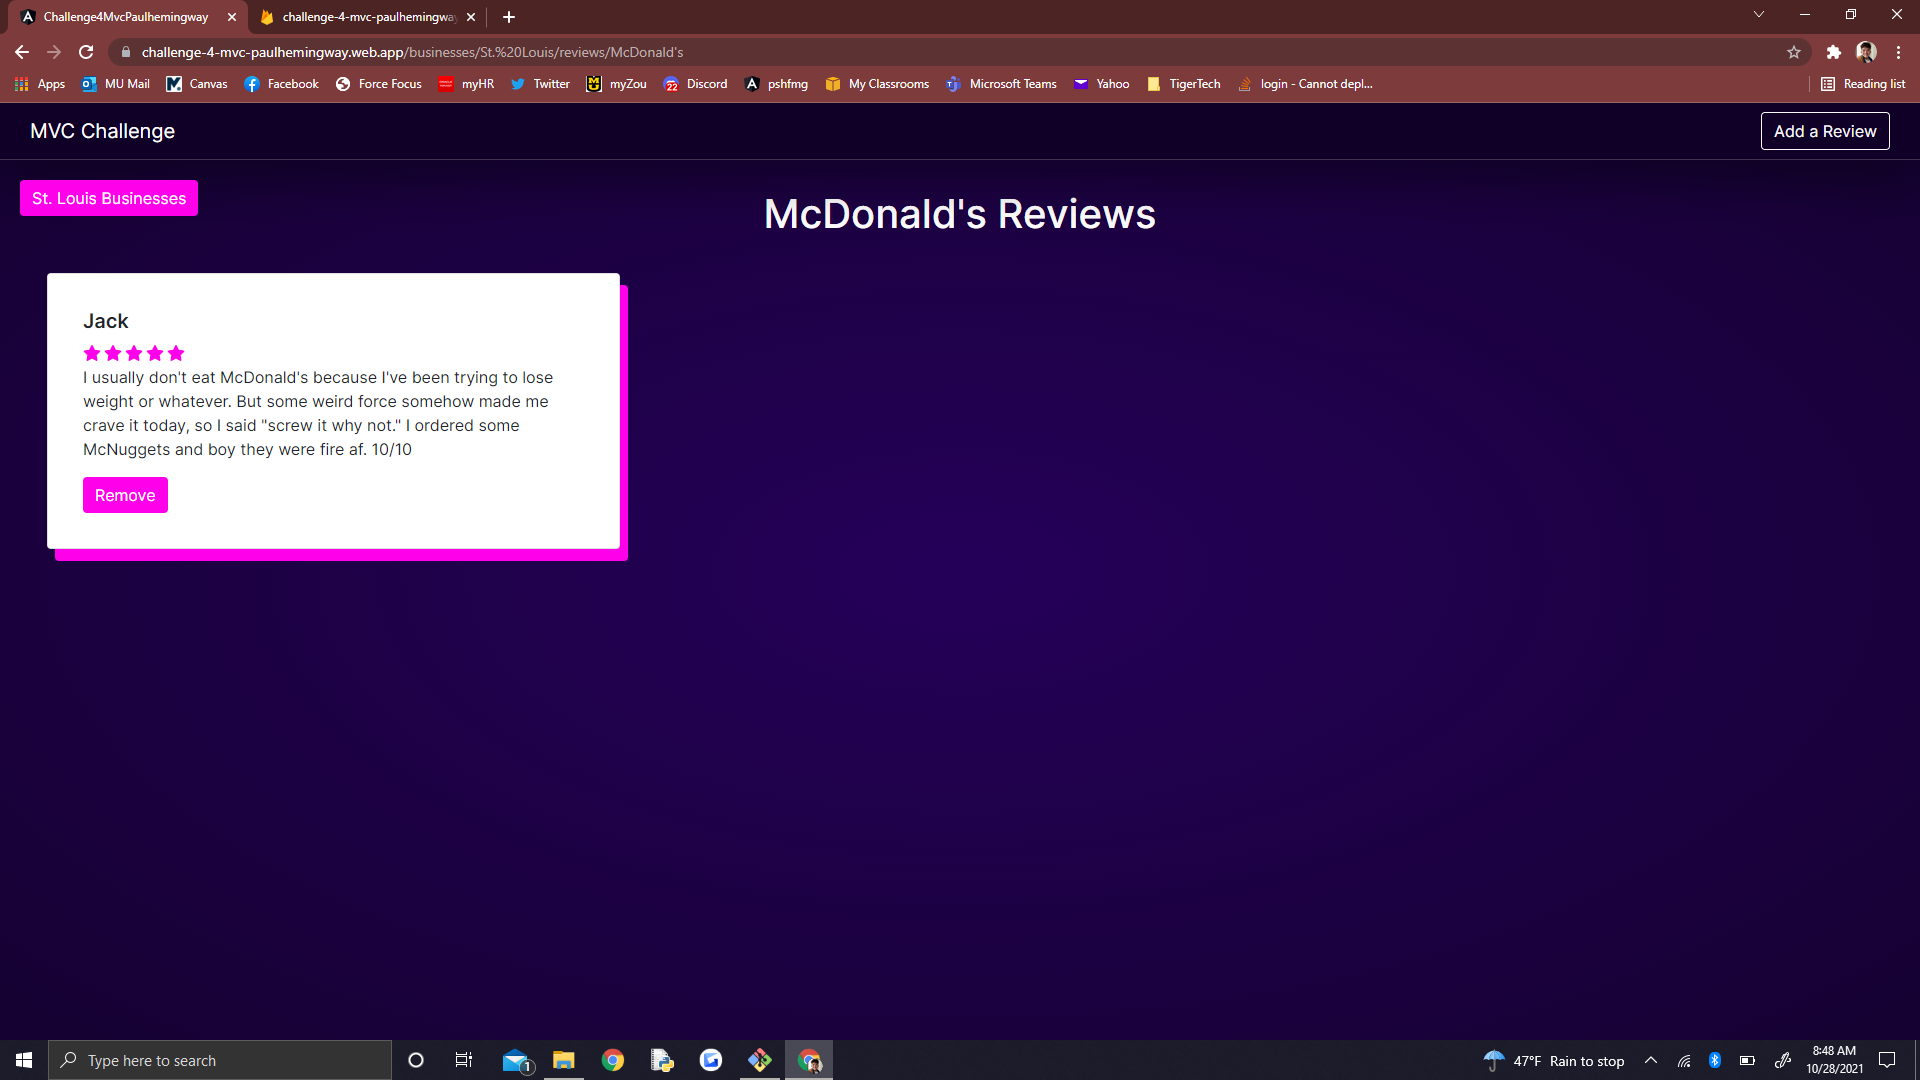 Challenge4MvcPaulhemingway
challenge-4-mvc-paulhemingway
challenge-4-mvc-paulhemingway.web.app/businesses/St.%20Louis/reviews/McDonald's
Apps MU Mail Canvas Facebook Force Focus myHR Twitter myZou 22 Discord pshfmg My Classrooms Microsoft Teams Yahoo TigerTech login - Cannot depl... Reading list
MVC Challenge
Add a Review
St. Louis Businesses
McDonald's Reviews
Jack
I usually don't eat McDonald's because I've been trying to lose
weight or whatever. But some weird force somehow made me
crave it today, so I said "screw it why not." I ordered some
McNuggets and boy they were fire af. 10/10
Remove
Type here to search
1
47°F Rain to stop
8:48 AM
10/28/2021